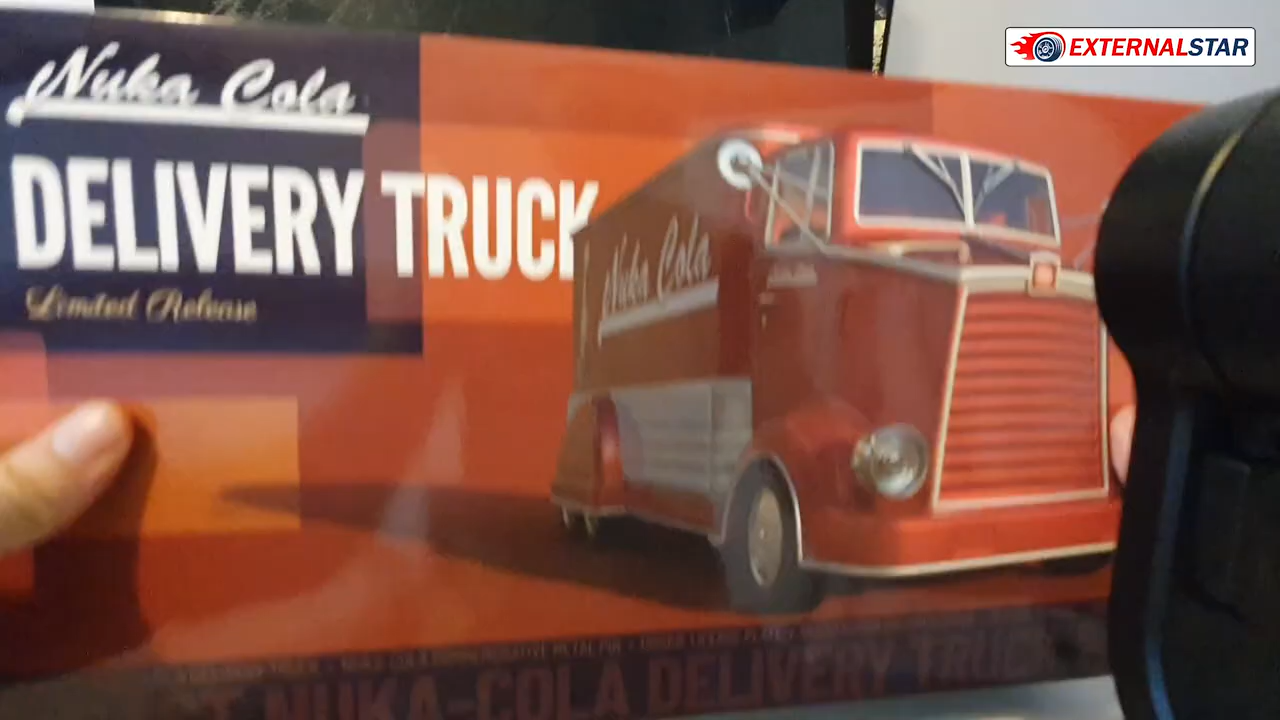 EXTERNALSTAR
Nuka Cola
DELIVERY TRUCK
Limited Release
Nuka Cola
NUKA-COLA DELIVERY TRUCK